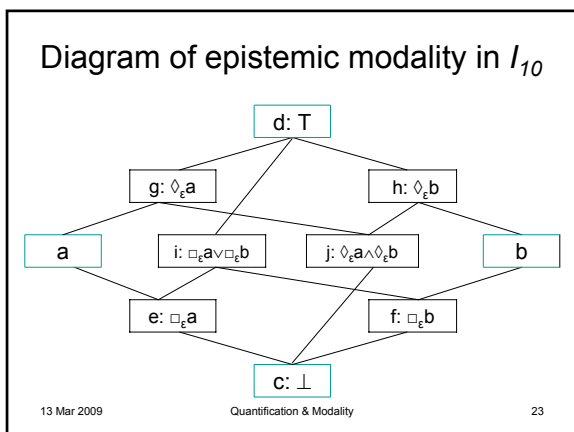 Diagram of epistemic modality in I₁₀
d: T
g: ◊εa
h: ◊εb
a
i: □εa∨□εb
j: ◊εa∧◊εb
b
e: □εa
f: □εb
c: ⊥
13 Mar 2009 Quantification & Modality 23